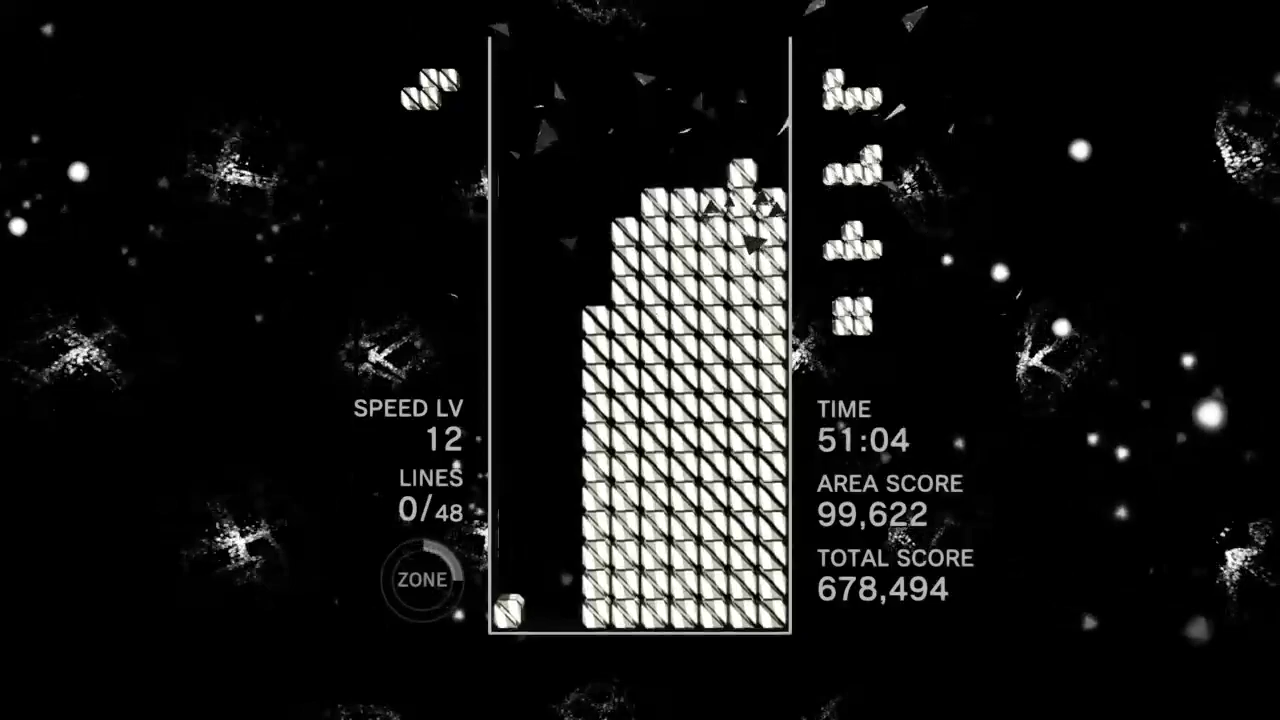 SPEED LV
12
LINES
0/48
ZONE
TIME
51:04
AREA SCORE
99,622
TOTAL SCORE
678,494